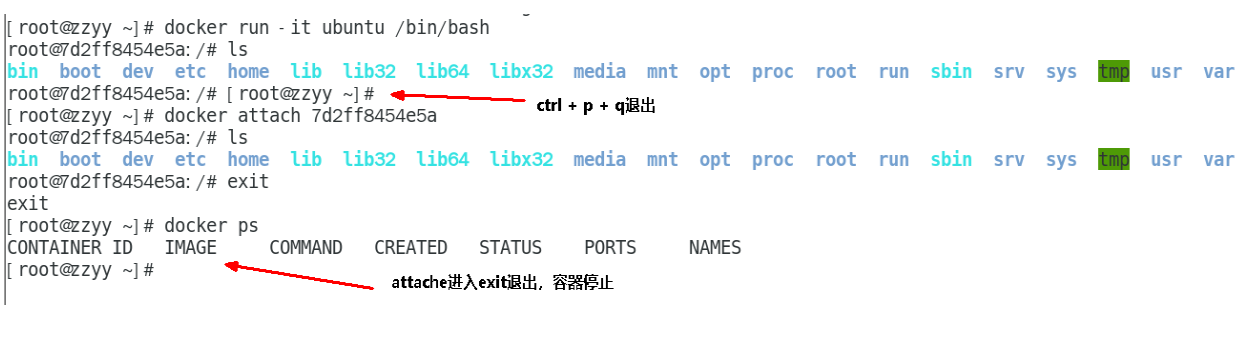 [root@zzyy ~]# docker run -it ubuntu /bin/bash
root@7d2ff8454e5a:/# ls
bin boot dev etc home lib lib32 lib64 libx32 media mnt opt proc root run sbin srv sys tmp usr var
root@7d2ff8454e5a:/# [root@zzyy ~]#
ctrl + p + q退出
[root@zzyy ~]# docker attach 7d2ff8454e5a
root@7d2ff8454e5a:/# ls
bin boot dev etc home lib lib32 lib64 libx32 media mnt opt proc root run sbin srv sys tmp usr var
root@7d2ff8454e5a:/# exit
exit
[root@zzyy ~]# docker ps
CONTAINER ID IMAGE COMMAND CREATED STATUS PORTS NAMES
[root@zzyy ~]#
attache进入exit退出，容器停止